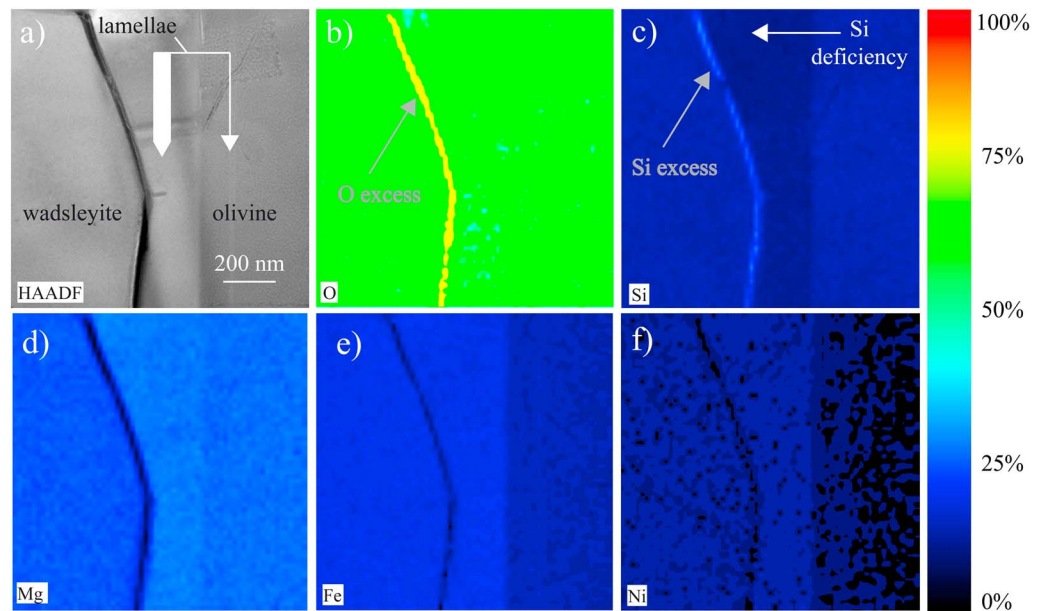 a)
lamellae
wadsleyite
olivine
200 nm
HAADF
b)
O excess
O
c)
Si
deficiency
Si excess
Si
d)
Mg
e)
Fe
f)
Ni
100%
75%
50%
25%
0%